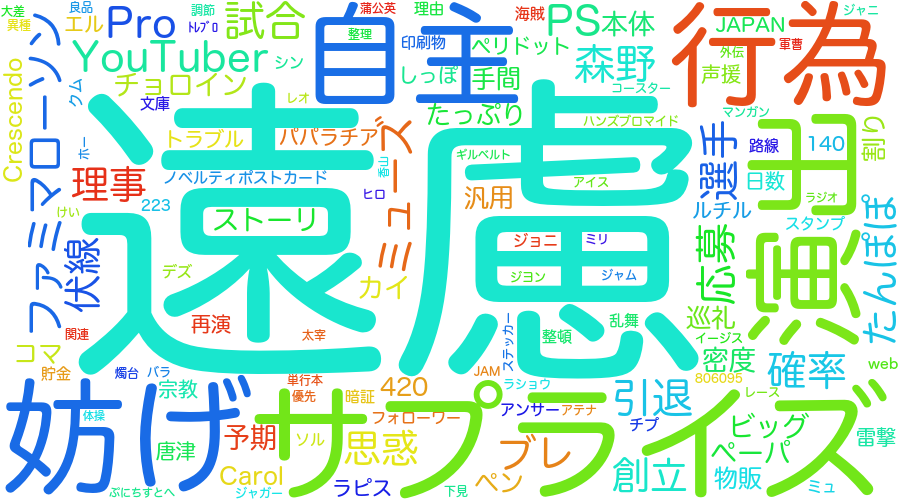 大差
良品
Pro
調節
試合
自主
蒲公英
理由
海賊
PS本体
行為
ジャニ
異種
エル
トレプロ
整理
印刷物
ペリドット
JAPAN
外伝
軍曹
ファミマローソンソン
YouTuber
シン
しっぽ
手間
森野
声援
Crescendo
クム
チョロイン
文庫
レオ
たっぷり
コースター
マンガン
遠慮
トラブル
パパラチア
ミューズ
ハンズプロマイド
選手
路線
140
割り
ホー
理事
ノベルティポストカード
香山
ヒロ
ギルベルト
アイス
汎用
日数
ラジオ
けい
223
ストーリ
ルチル
スタンプ
たんぽぽ
伏線
ジョニ
ミリ
応募
寅
デズ
カイ
ジヨン
ジャム
関連
再演
太宰
ステッカー
整頓
乱舞
巡礼
イージス
コマ
貯金
燭台
バラ
宗教
単行本
優先
暗証
420
JAM
ラショウ
引退
密度
確率
web
806095
レース
妨げ
体操
サプライズ
フォローワー
アンサー
アテナ
チプ
ビッグ
唐津
予期
ソル
思惑
ブレ
創立
ペーパ
雷撃
Carol
ジャガー
ラピス
下見
ペン
物販
ミュ
ぷにちすとへ